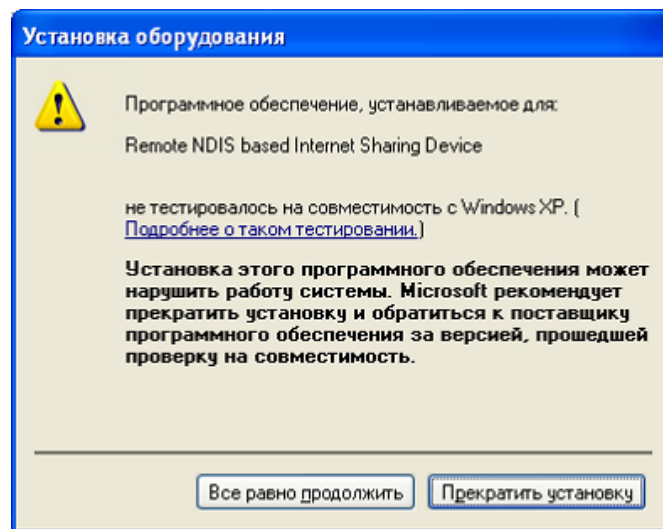 Установка оборудования
Программное обеспечение, устанавливаемое для:
Remote NDIS based Internet Sharing Device
не тестировалось на совместимость с Windows XP. (
Подробнее о таком тестировании.)
Установка этого программного обеспечения может
нарушить работу системы. Microsoft рекомендует
прекратить установку и обратиться к поставщику
программного обеспечения за версией, прошедшей
проверку на совместимость.
Все равно продолжить
Прекратить установку